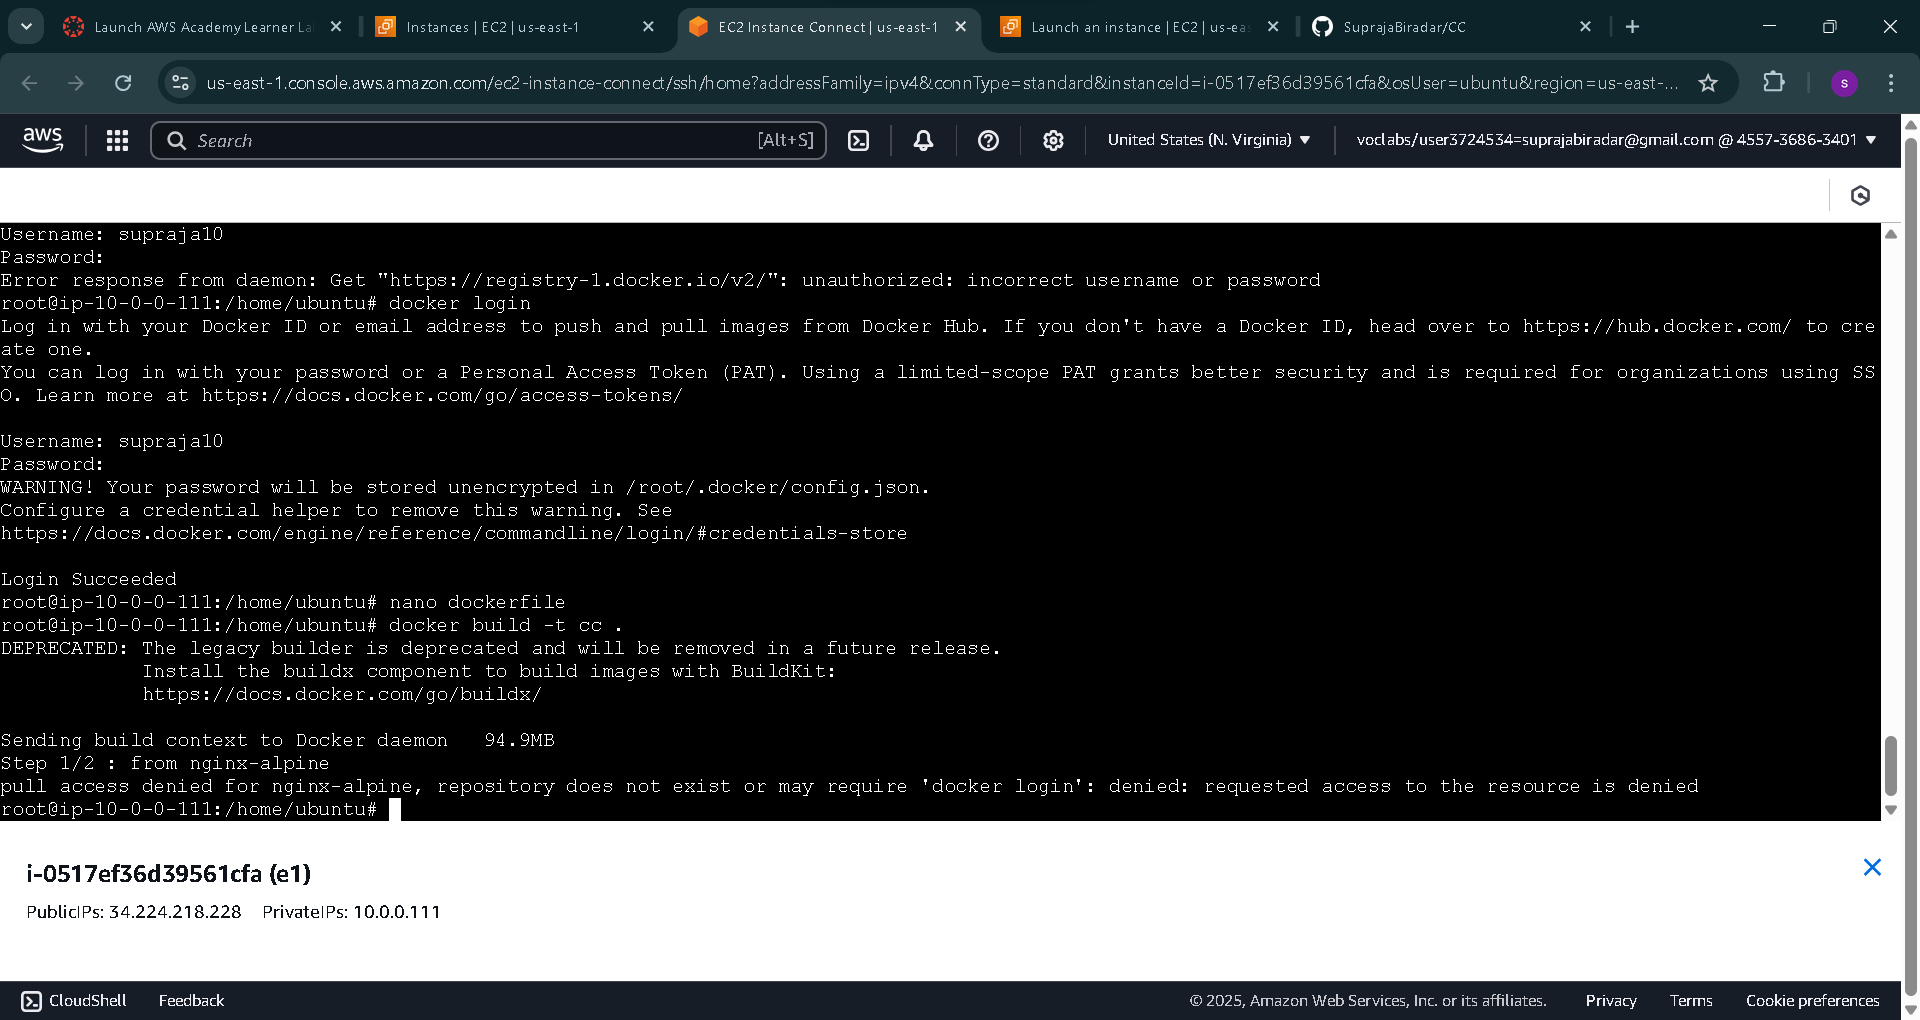 Launch AWS Academy Learner La
Instances | EC2 | us-east-1
EC2 Instance Connect | us-east-1
Launch an instance | EC2 | us-eas
SuprajaBiradar/CC
us-east-1.console.aws.amazon.com/ec2-instance-connect/ssh/home?addressFamily=ipv4&connType=standard&instanceId=i-0517ef36d39561cfa&osUser=ubuntu&region=us-east-...
s
aws
Search
[Alt+S]
United States (N. Virginia)
voclabs/user3724534=suprajabiradar@gmail.com @ 4557-3686-3401
Username: supraja10
Password:
Error response from daemon: Get "https://registry-1.docker.io/v2/": unauthorized: incorrect username or password
root@ip-10-0-0-111:/home/ubuntu# docker login
Log in with your Docker ID or email address to push and pull images from Docker Hub. If you don't have a Docker ID, head over to https://hub.docker.com/ to cre
ate one.
You can log in with your password or a Personal Access Token (PAT). Using a limited-scope PAT grants better security and is required for organizations using SS
O. Learn more at https://docs.docker.com/go/access-tokens/
Username: supraja10
Password:
WARNING! Your password will be stored unencrypted in /root/.docker/config.json.
Configure a credential helper to remove this warning. See
https://docs.docker.com/engine/reference/commandline/login/#credentials-store
Login Succeeded
root@ip-10-0-0-111:/home/ubuntu# nano dockerfile
root@ip-10-0-0-111:/home/ubuntu# docker build -t cc .
DEPRECATED: The legacy builder is deprecated and will be removed in a future release.
Install the buildx component to build images with BuildKit:
https://docs.docker.com/go/buildx/
Sending build context to Docker daemon   94.9MB
Step 1/2 : from nginx-alpine
pull access denied for nginx-alpine, repository does not exist or may require 'docker login': denied: requested access to the resource is denied
root@ip-10-0-0-111:/home/ubuntu#
i-0517ef36d39561cfa (e1)
PublicIPs: 34.224.218.228    PrivateIPs: 10.0.0.111
CloudShell
Feedback
© 2025, Amazon Web Services, Inc. or its affiliates.
Privacy
Terms
Cookie preferences